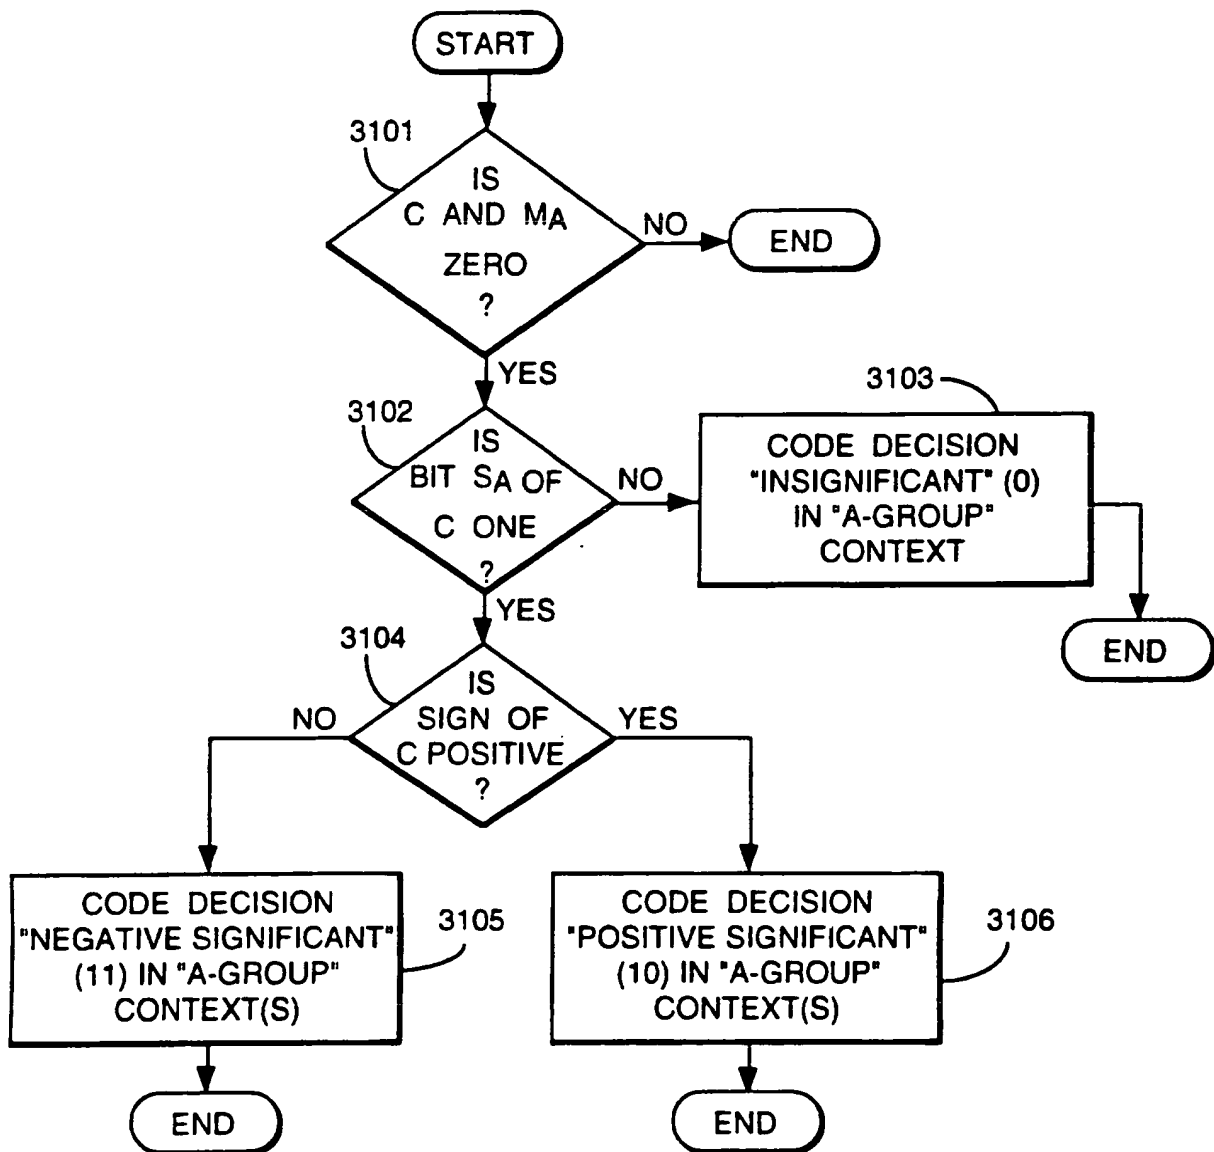 START
3101
IS
C AND MA
ZERO
?
NO
END
YES
3102
IS
BIT SA OF
C ONE
?
NO
3103
CODE DECISION
"INSIGNIFICANT" (0)
IN "A-GROUP"
CONTEXT
END
YES
3104
IS
SIGN OF
C POSITIVE
?
NO
YES
CODE DECISION
"NEGATIVE SIGNIFICANT"
(11) IN "A-GROUP"
CONTEXT(S)
3105
END
CODE DECISION
"POSITIVE SIGNIFICANT"
(10) IN "A-GROUP"
CONTEXT(S)
3106
END